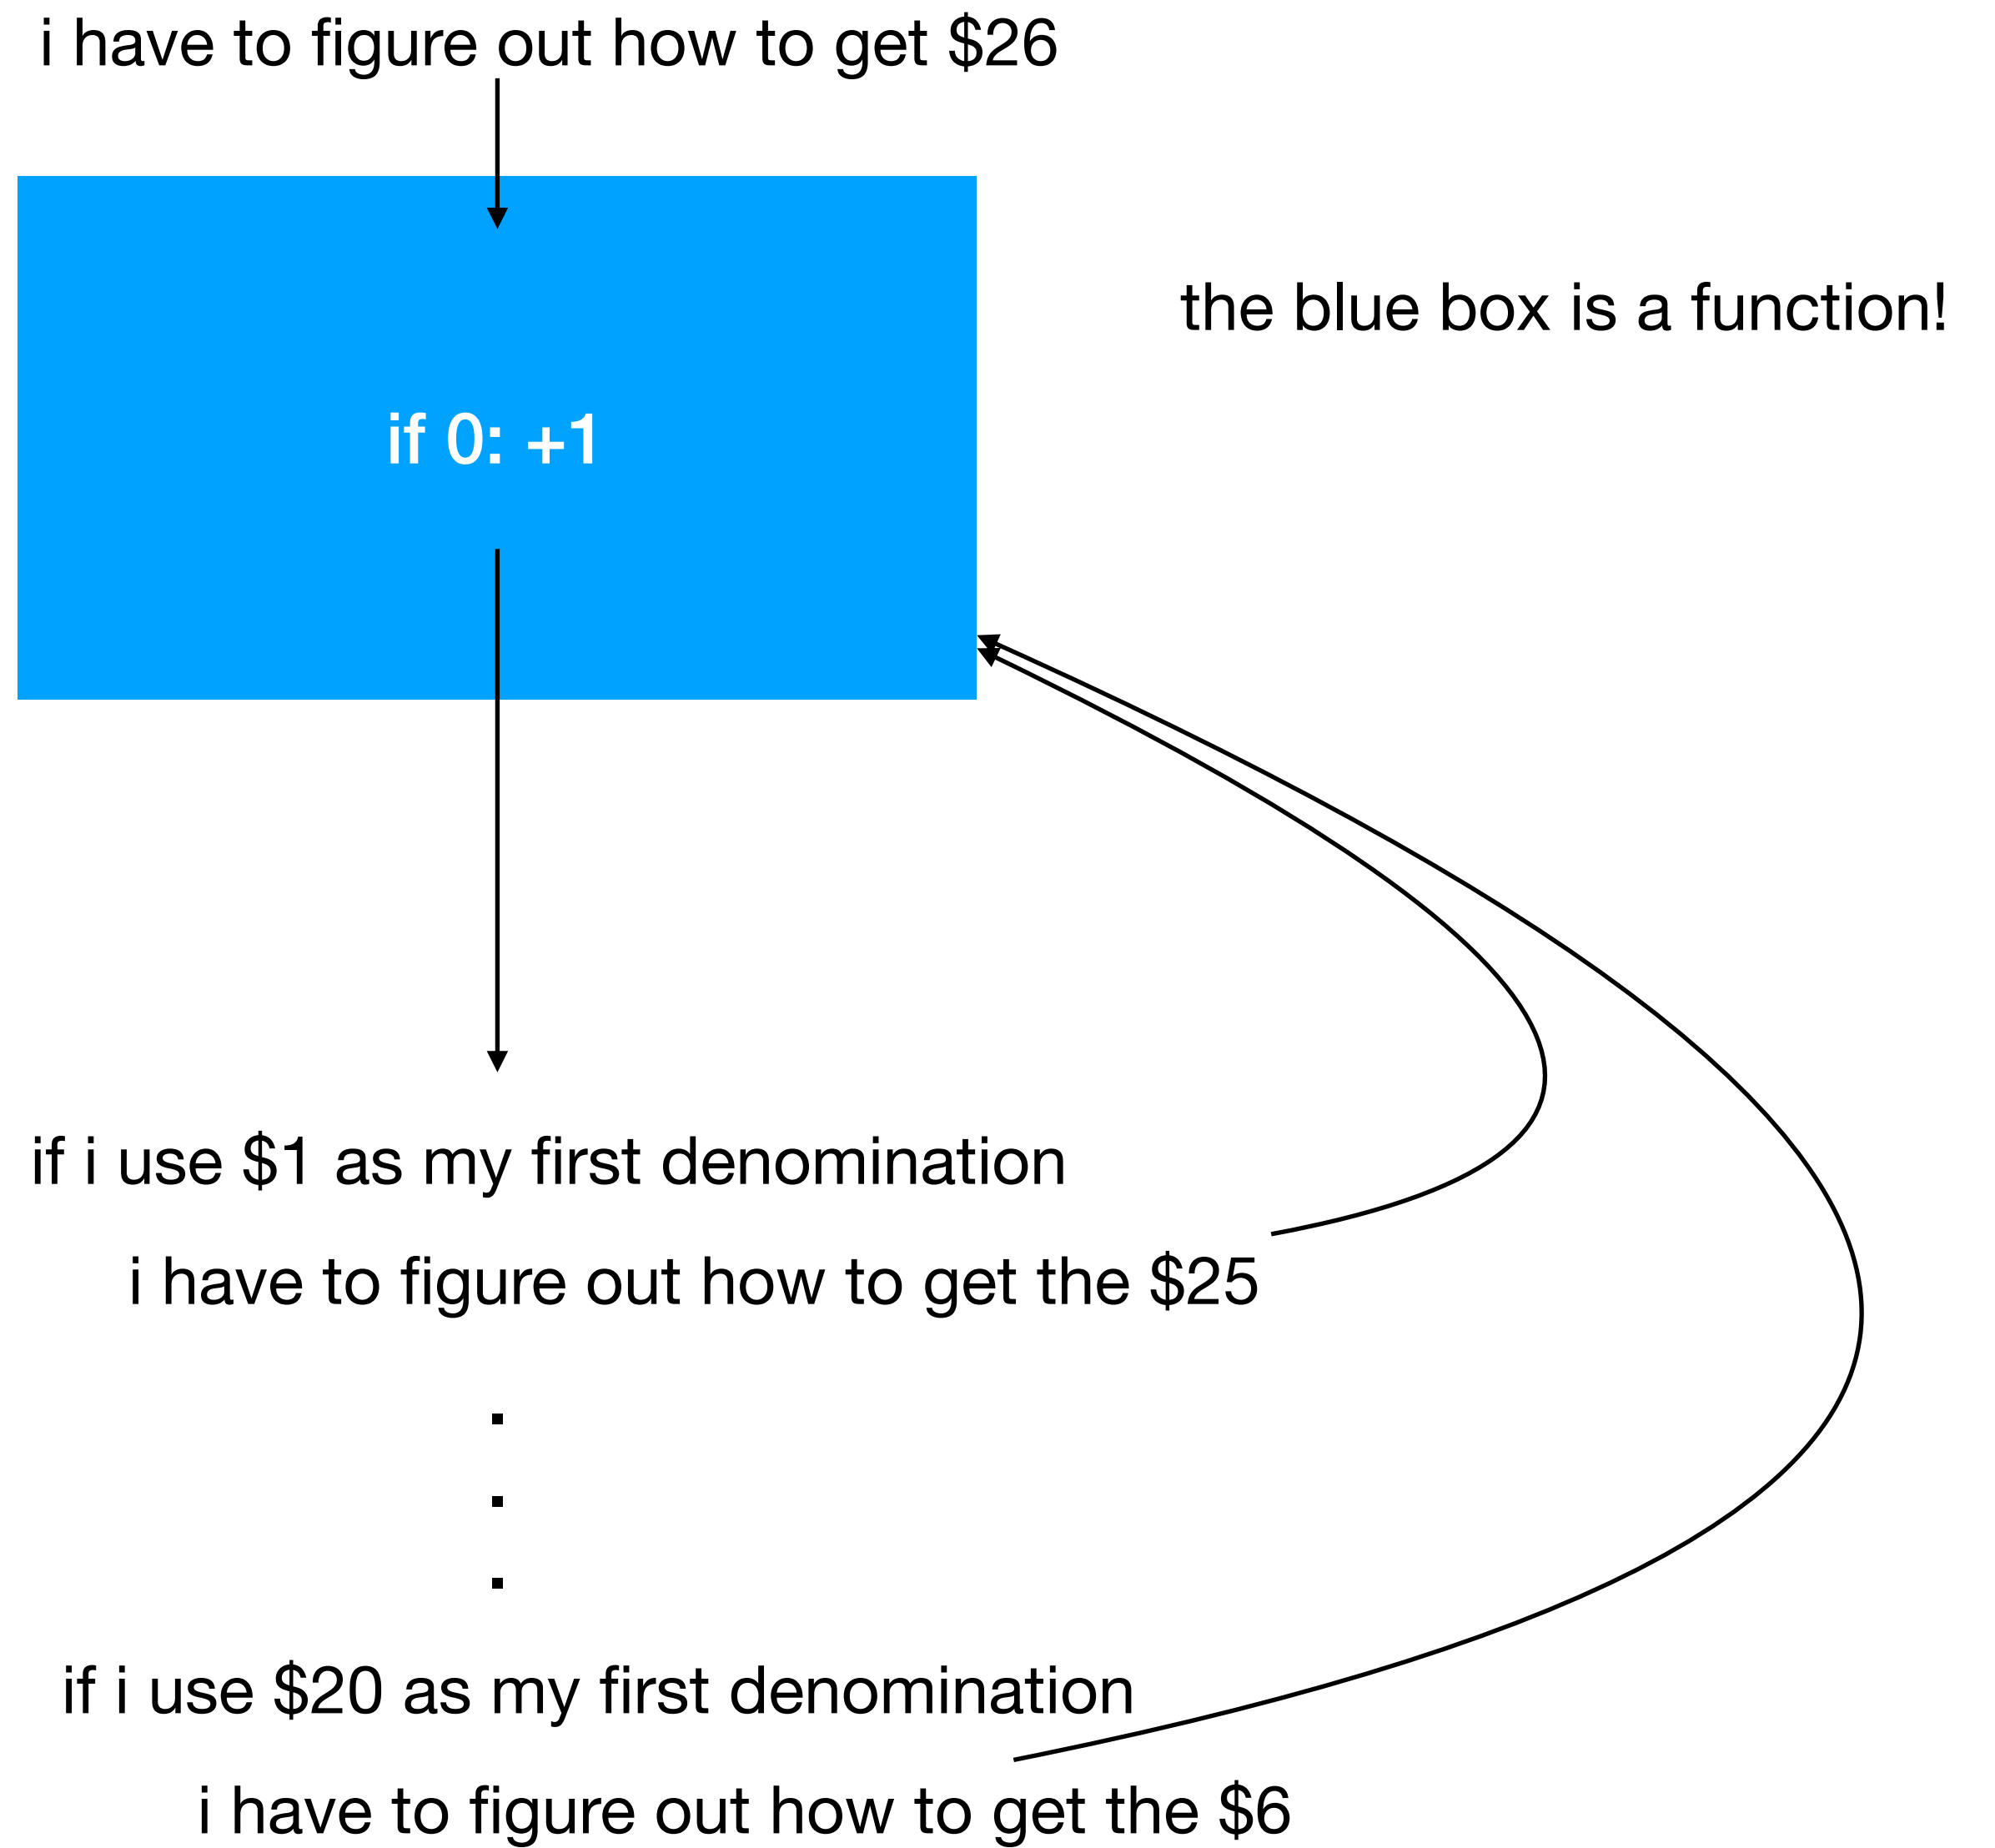 i have to figure out how to get $26
the blue box is a function!
if 0: +1
if i use $1 as my first denomination
i have to figure out how to get the $25
.
.
.
if i use $20 as my first denomination
i have to figure out how to get the $6